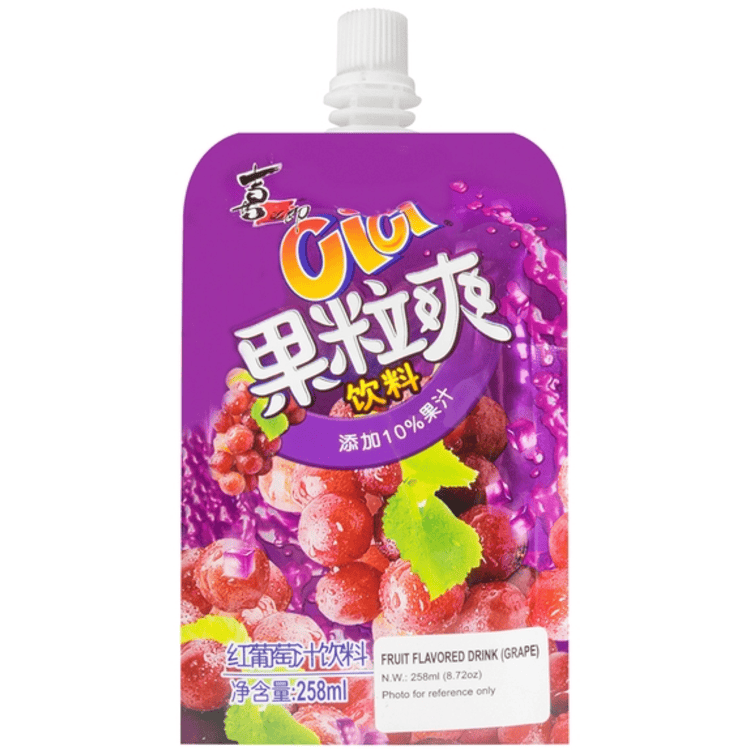 喜之郎
CiCi
果粒爽
饮料
添加10%果汁
红葡萄汁饮料
净含量:258ml
FRUIT FLAVORED DRINK (GRAPE)
N.W.: 258ml (8.72oz)
Photo for reference only